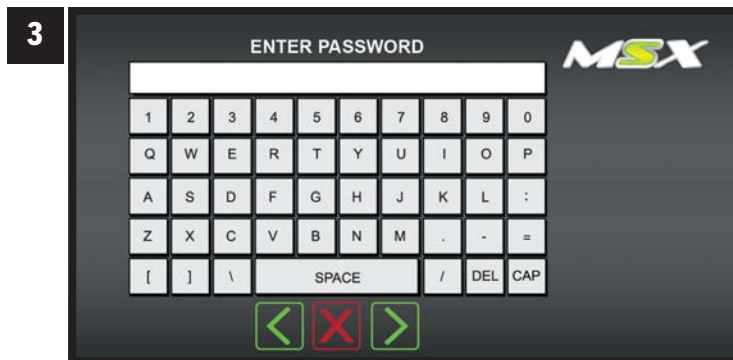 3
ENTER PASSWORD
MSX
1 2 3 4 5 6 7 8 9 0
Q W E R T Y U I O P
A S D F G H J K L :
Z X C V B N M . - =
[ ] \ SPACE / DEL CAP
< X >